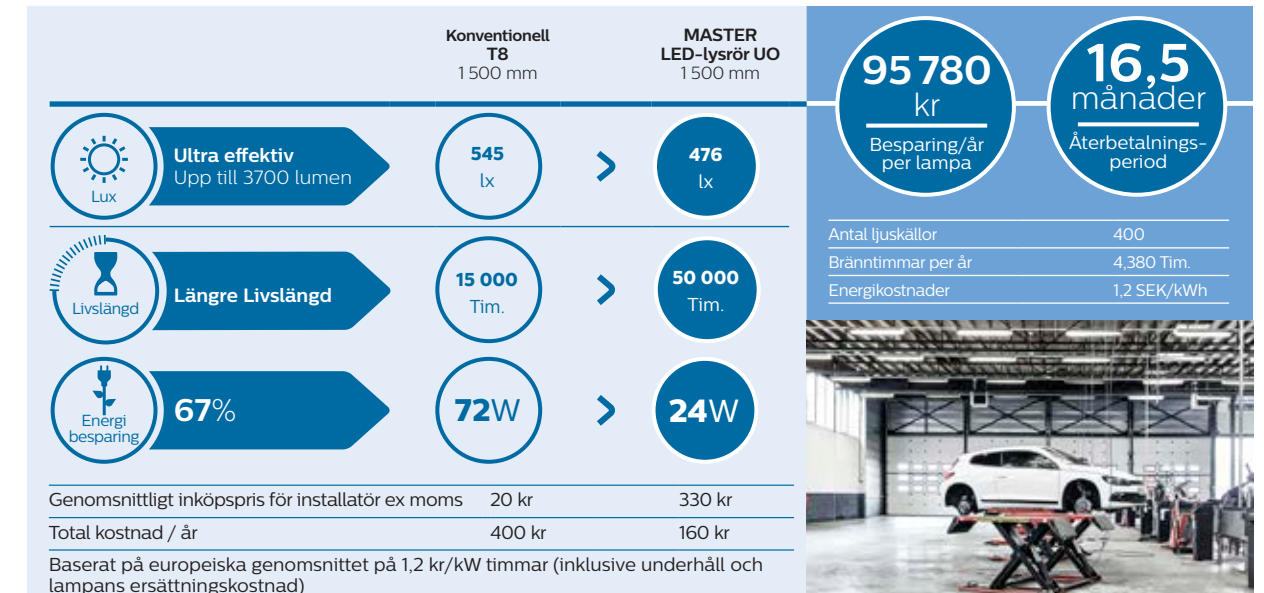 Konventionell
T8
1 500 mm
MASTER
LED-lysrör UO
1 500 mm
Lux
Ultra effektiv
Upp till 3700 lumen
545
lx
>
476
lx
Livslängd
Längre Livslängd
15 000
Tim.
>
50 000
Tim.
Energi
besparing
67%
72W
>
24W
Genomsnittligt inköpspris för installatör ex moms 20 kr 330 kr
Total kostnad / år 400 kr 160 kr
Baserat på europeiska genomsnittet på 1,2 kr/kW timmar (inklusive underhåll och
lampans ersättningskostnad)
95 780
kr
Besparing/år
per lampa
16,5
månader
Återbetalnings-
period
Antal ljuskällor 400
Bränntimmar per år 4,380 Tim.
Energikostnader 1,2 SEK/kWh